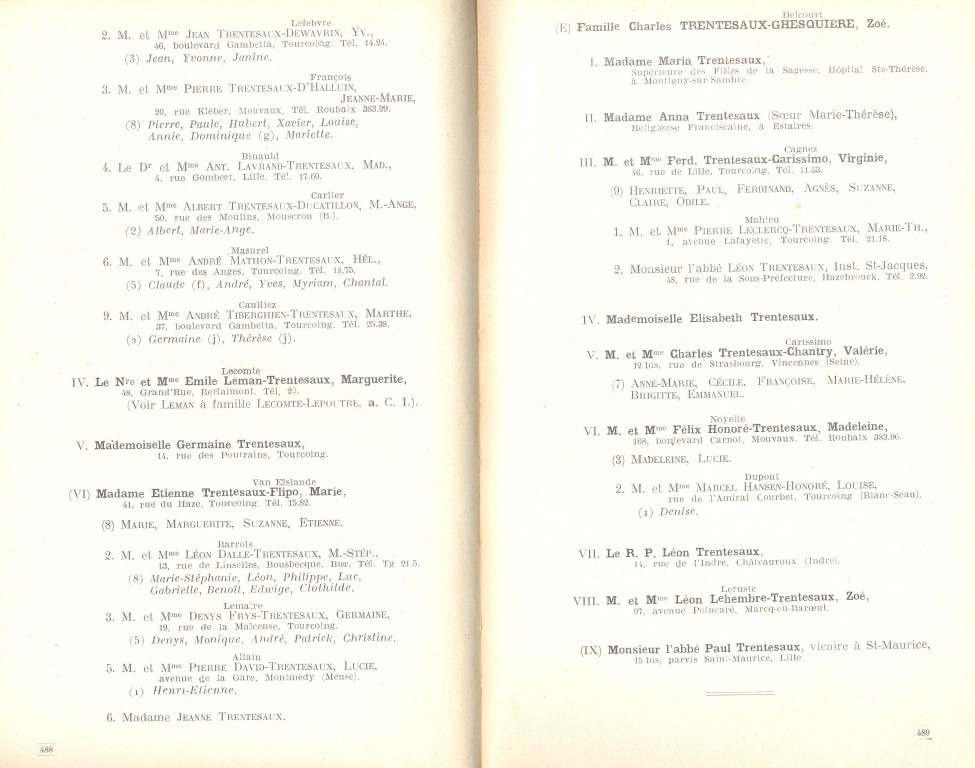 Lefebvre
2. M. et Mme JEAN TRENTESAUX-DEWAVRIN, YV.,
46, boulevard Gambetta, Tourcoing. Tél. 14.24.
(3) Jean, Yvonne, Janine.
François
3. M. et Mme PIERRE TRENTESAUX-D'HALLUIN,
JEANNE-MARIE,
20, rue Kléber, Mouvaux. Tél. Roubaix 383.29.
(8) Pierre, Paule, Hubert, Xavier, Louise,
Annie, Dominique (g), Mariette.
Binauld
4. Le Dr et Mme ANT. LAVRAND-TRENTESAUX, MAD.,
4, rue Gombert, Lille. Tél. 17.60.
Carlier
5. M. et Mme ALBERT TRENTESAUX-DUCATILLON, M.-ANGE,
50, rue des Moulins, Mouscron (B.).
(2) Albert, Marie-Ange.
Masurel
6. M. et Mme ANDRÉ MATHON-TRENTESAUX, HÉL.,
7, rue des Anges, Tourcoing. Tél. 18.75.
(5) Claude (f), André, Yves, Myriam, Chantal.
Caulliez
9. M. et Mme ANDRÉ TIBERGHIEN-TRENTESAUX, MARTHE,
37, boulevard Gambetta, Tourcoing. Tél. 25.38.
(2) Germaine (j), Thérèse (j).
Lecomte
IV. Le Nre et Mme Emile Leman-Trentesaux, Marguerite,
48, Grand'Rue, Berlaimont. Tél. 20.
(Voir LEMAN à famille LECOMTE-LEPOUTRE, a. C. I.).
V. Mademoiselle Germaine Trentesaux,
14, rue des Poutrains, Tourcoing.
Van Elslande
(VI) Madame Etienne Trentesaux-Flipo, Marie,
41, rue du Haze, Tourcoing. Tél. 15.82.
(8) MARIE, MARGUERITE, SUZANNE, ETIENNE.
Barrois
2. M. et Mme LÉON DALLE-TRENTESAUX, M.-STÉP.,
13, rue de Linselles, Bousbecque. Bur. Tél. Tg 21.5.
(8) Marie-Stéphanie, Léon, Philippe, Luc,
Gabrielle, Benoît, Edwige, Clothilde.
Lemaire
3. M. et Mme DENYS FRYS-TRENTESAUX, GERMAINE,
19, rue de la Malcense, Tourcoing.
(5) Denys, Monique, André, Patrick, Christine.
Allain
5. M. et Mme PIERRE DAVID-TRENTESAUX, LUCIE,
avenue de la Gare, Montmédy (Meuse).
(1) Henri-Etienne.
6. Madame JEANNE TRENTESAUX.
488
Delcourt
(E) Famille Charles TRENTESAUX-GHESQUIÈRE, Zoé.
I. Madame Maria Trentesaux,
Supérieure des Filles de la Sagesse, Hôpital Ste-Thérèse,
à Montigny-sur-Sambre.
II. Madame Anna Trentesaux (Sœur Marie-Thérèse),
Religieuse Franciscaine, à Estaires.
Cagnez
III. M. et Mme Ferd. Trentesaux-Carissimo, Virginie,
46, rue de Lille, Tourcoing. Tél. 11.33.
(9) HENRIETTE, PAUL, FERDINAND, AGNÈS, SUZANNE,
CLAIRE, ODILE.
Mahieu
1. M. et Mme PIERRE LECLERCQ-TRENTESAUX, MARIE-TH.,
1, avenue Lafayette, Tourcoing. Tél. 21.18.
2. Monsieur l'abbé LÉON TRENTESAUX, Inst. St-Jacques,
48, rue de la Sous-Préfecture, Hazebrouck. Tél. 2.92.
IV. Mademoiselle Elisabeth Trentesaux.
Carissimo
V. M. et Mme Charles Trentesaux-Chantry, Valérie,
12 bis, rue de Strasbourg, Vincennes (Seine).
(7) ANNE-MARIE, CÉCILE, FRANÇOISE, MARIE-HÉLÈNE,
BRIGITTE, EMMANUEL.
Noyelle
VI. M. et Mme Félix Honoré-Trentesaux, Madeleine,
168, boulevard Carnot, Mouvaux. Tél. Roubaix 383.06.
(3) MADELEINE, LUCIE.
Dupont
2. M. et Mme MARCEL HANSEN-HONORÉ, LOUISE,
rue de l'Amiral Courbet, Tourcoing (Blanc-Seau).
(1) Denise.
VII. Le R. P. Léon Trentesaux,
14, rue de l'Indre, Châteauroux (Indre).
Leruste
VIII. M. et Mme Léon Lehembre-Trentesaux, Zoé,
97, avenue Poincaré, Marcq-en-Barœul.
(IX) Monsieur l'abbé Paul Trentesaux, vicaire à St-Maurice,
15 bis, parvis Saint-Maurice, Lille.
489